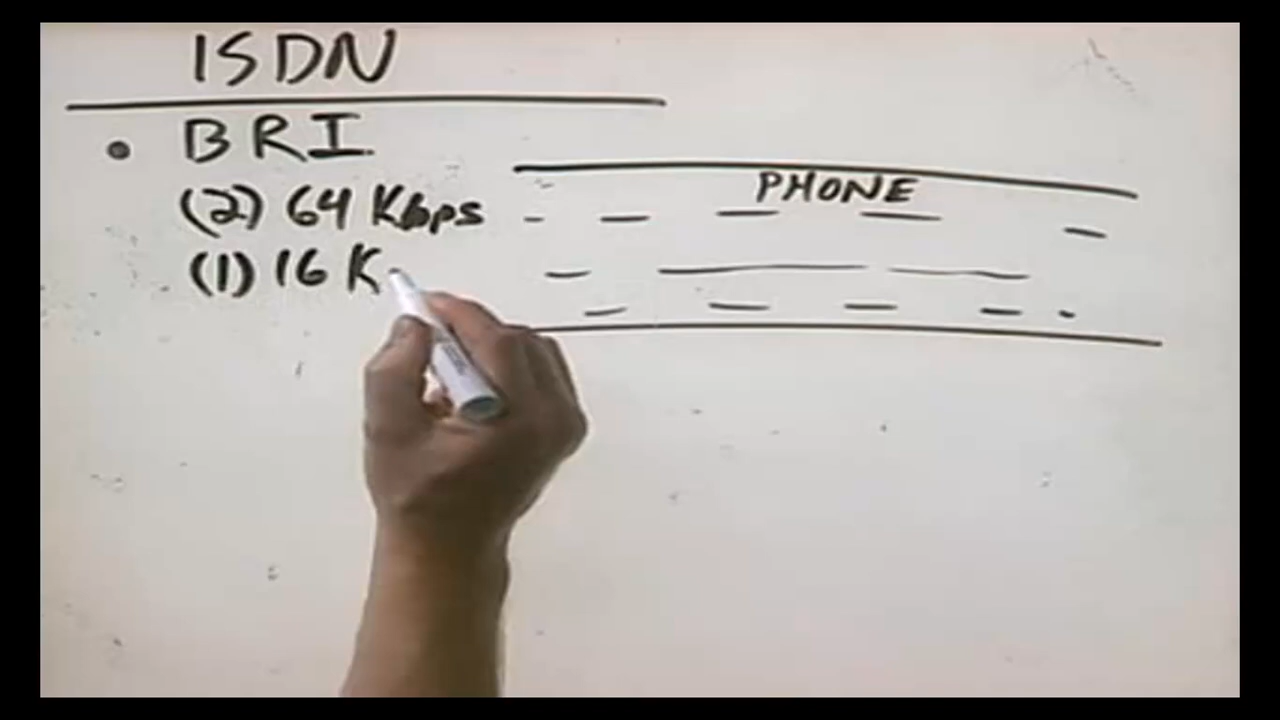 ISDN
• BRI
(2) 64 Kbps
(1) 16 K
PHONE